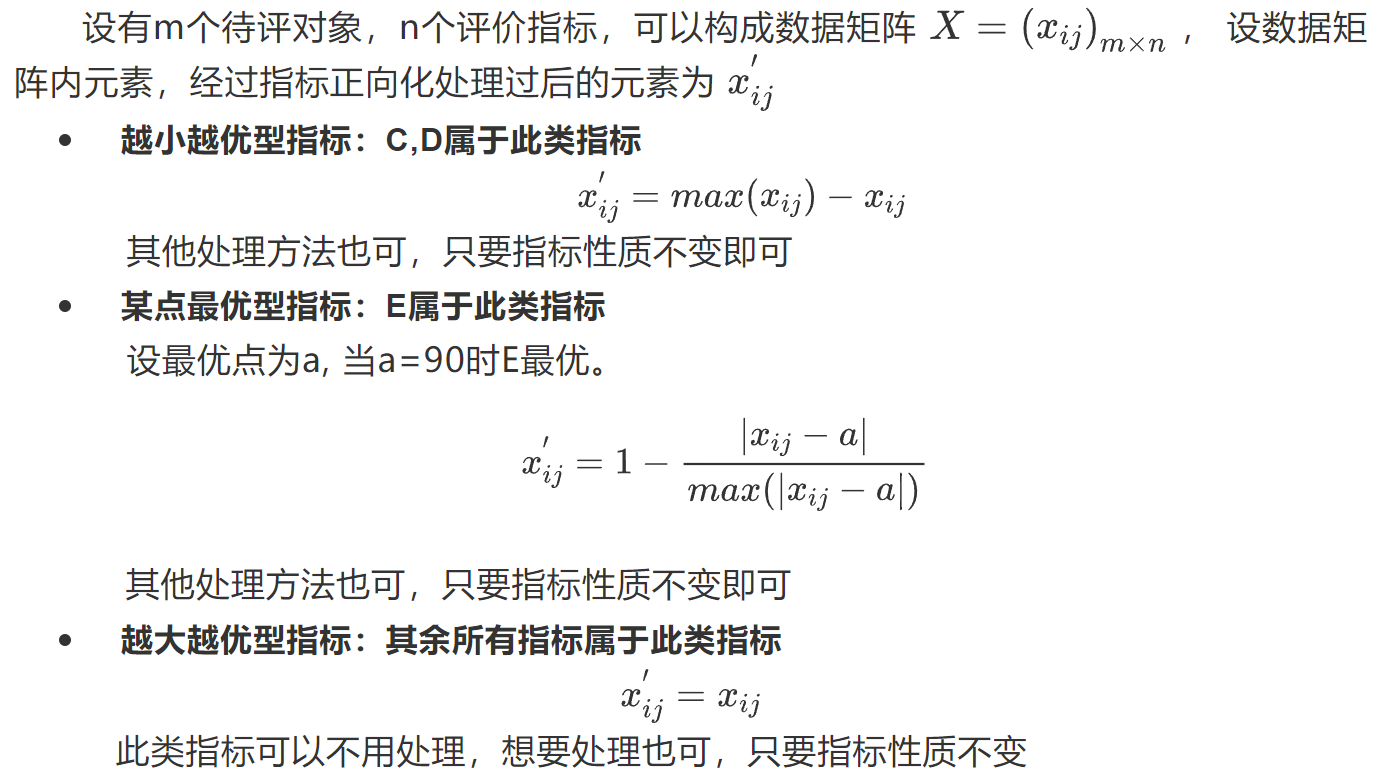 设有m个待评对象，n个评价指标，可以构成数据矩阵 $X = (x_{ij})_{m \times n}$ ， 设数据矩
阵内元素，经过指标正向化处理过后的元素为 $x_{ij}^{'}$
• 越小越优型指标：C,D属于此类指标
$x_{ij}^{'} = max(x_{ij}) - x_{ij}$
其他处理方法也可，只要指标性质不变即可
• 某点最优型指标：E属于此类指标
设最优点为a, 当a=90时E最优。
$x_{ij}^{'} = 1 - \frac{|x_{ij} - a|}{max(|x_{ij} - a|)}$
其他处理方法也可，只要指标性质不变即可
• 越大越优型指标：其余所有指标属于此类指标
$x_{ij}^{'} = x_{ij}$
此类指标可以不用处理，想要处理也可，只要指标性质不变